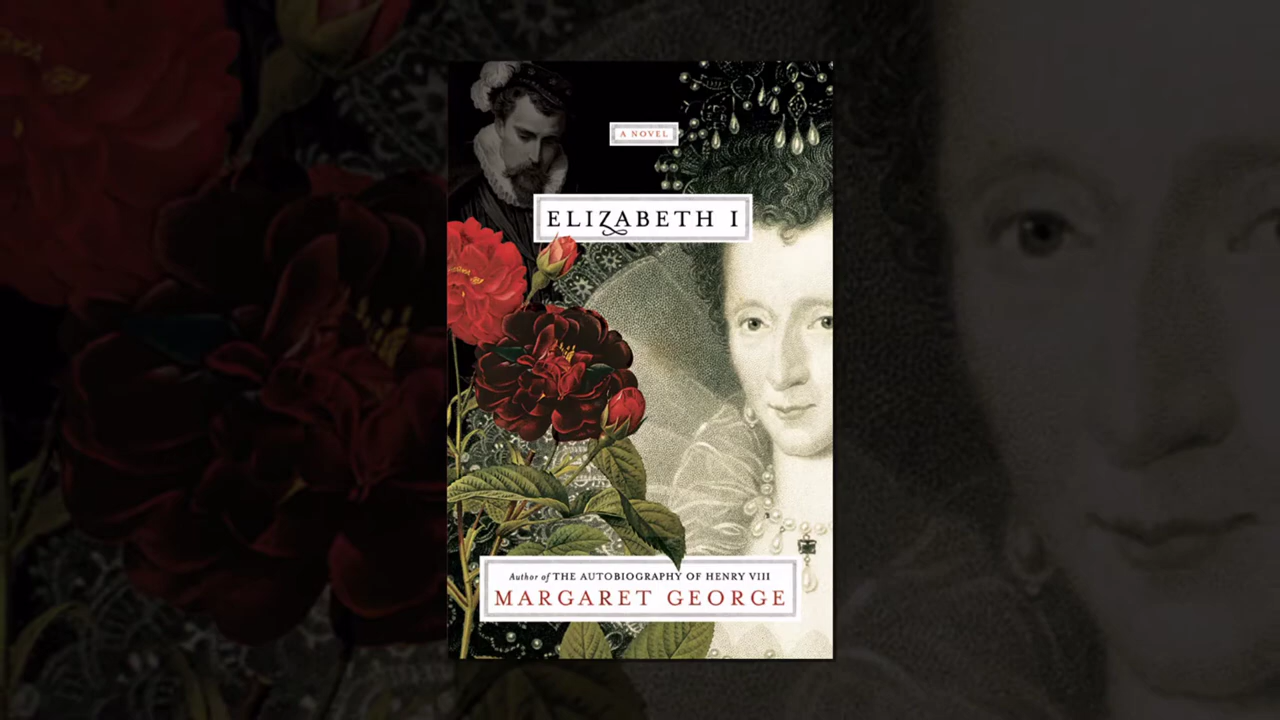 A NOVEL
ELIZABETH I
Author of THE AUTOBIOGRAPHY OF HENRY VIII
MARGARET GEORGE